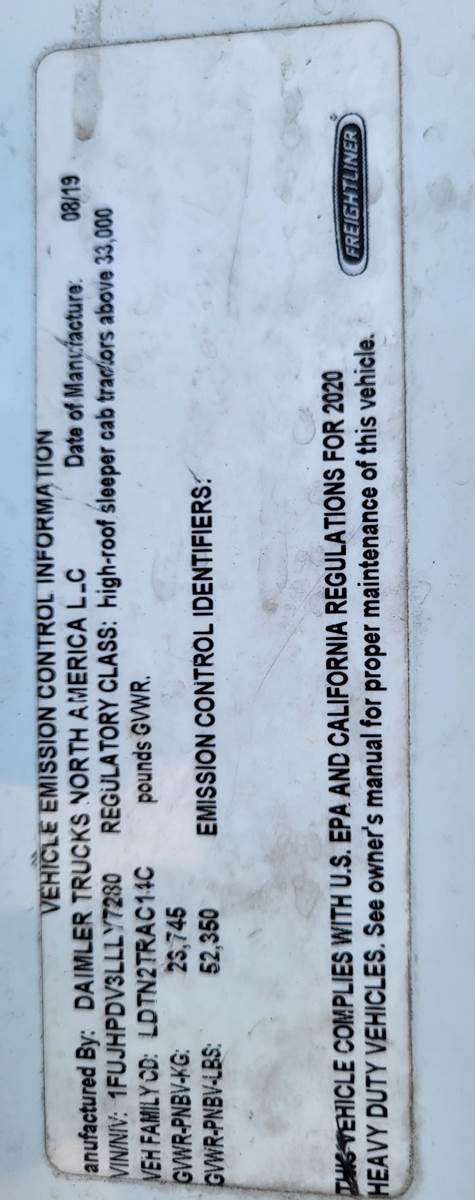 VEHICLE EMISSION CONTROL INFORMATION
anufactured By: DAIMLER TRUCKS NORTH AMERICA LLC Date of Manufacture: 08/19
VIN/NIV: 1FUJHPDV3LLLY7280 REGULATORY CLASS: high-roof sleeper cab tractors above 33,000
VEH FAMILY CD: LDTN2TRAC14C pounds GVWR.
GVWR-PNBV-KG: 23,745
GVWR-PNBV-LBS: 52,350 EMISSION CONTROL IDENTIFIERS:
THIS VEHICLE COMPLIES WITH U.S. EPA AND CALIFORNIA REGULATIONS FOR 2020
HEAVY DUTY VEHICLES. See owner's manual for proper maintenance of this vehicle.
FREIGHTLINER